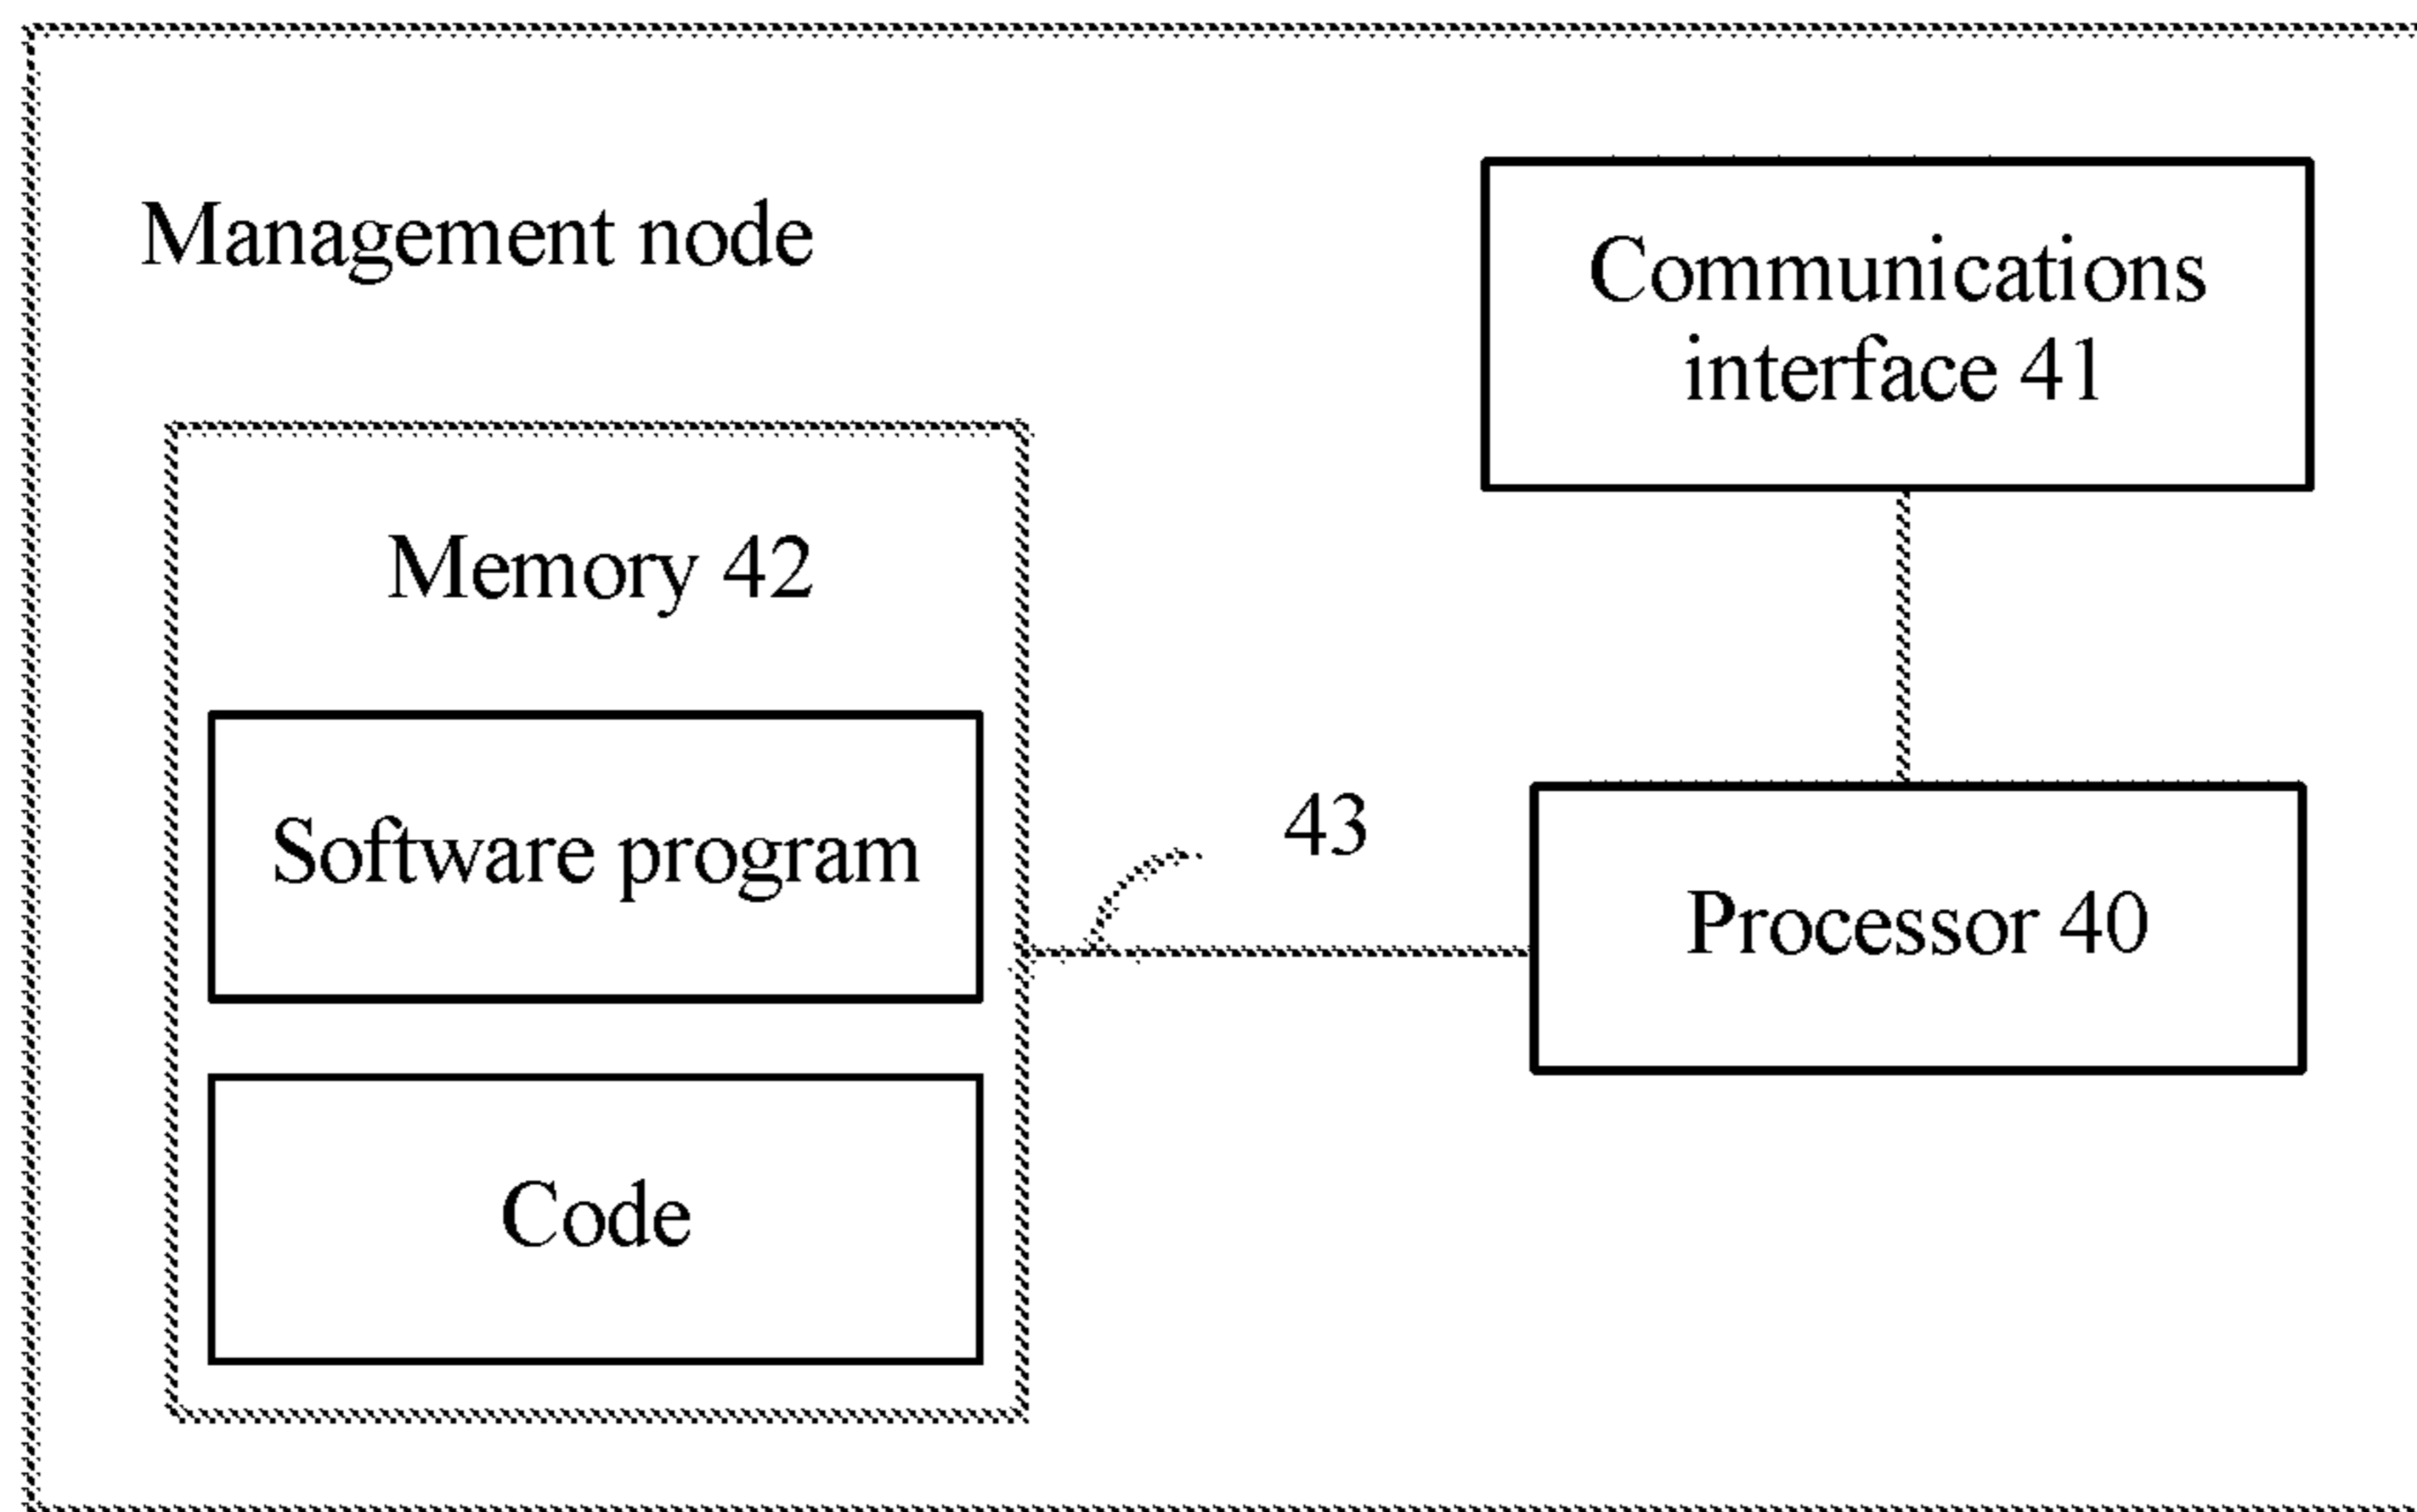 Management node
Communications
interface 41
Memory 42
Software program
43
Processor 40
Code